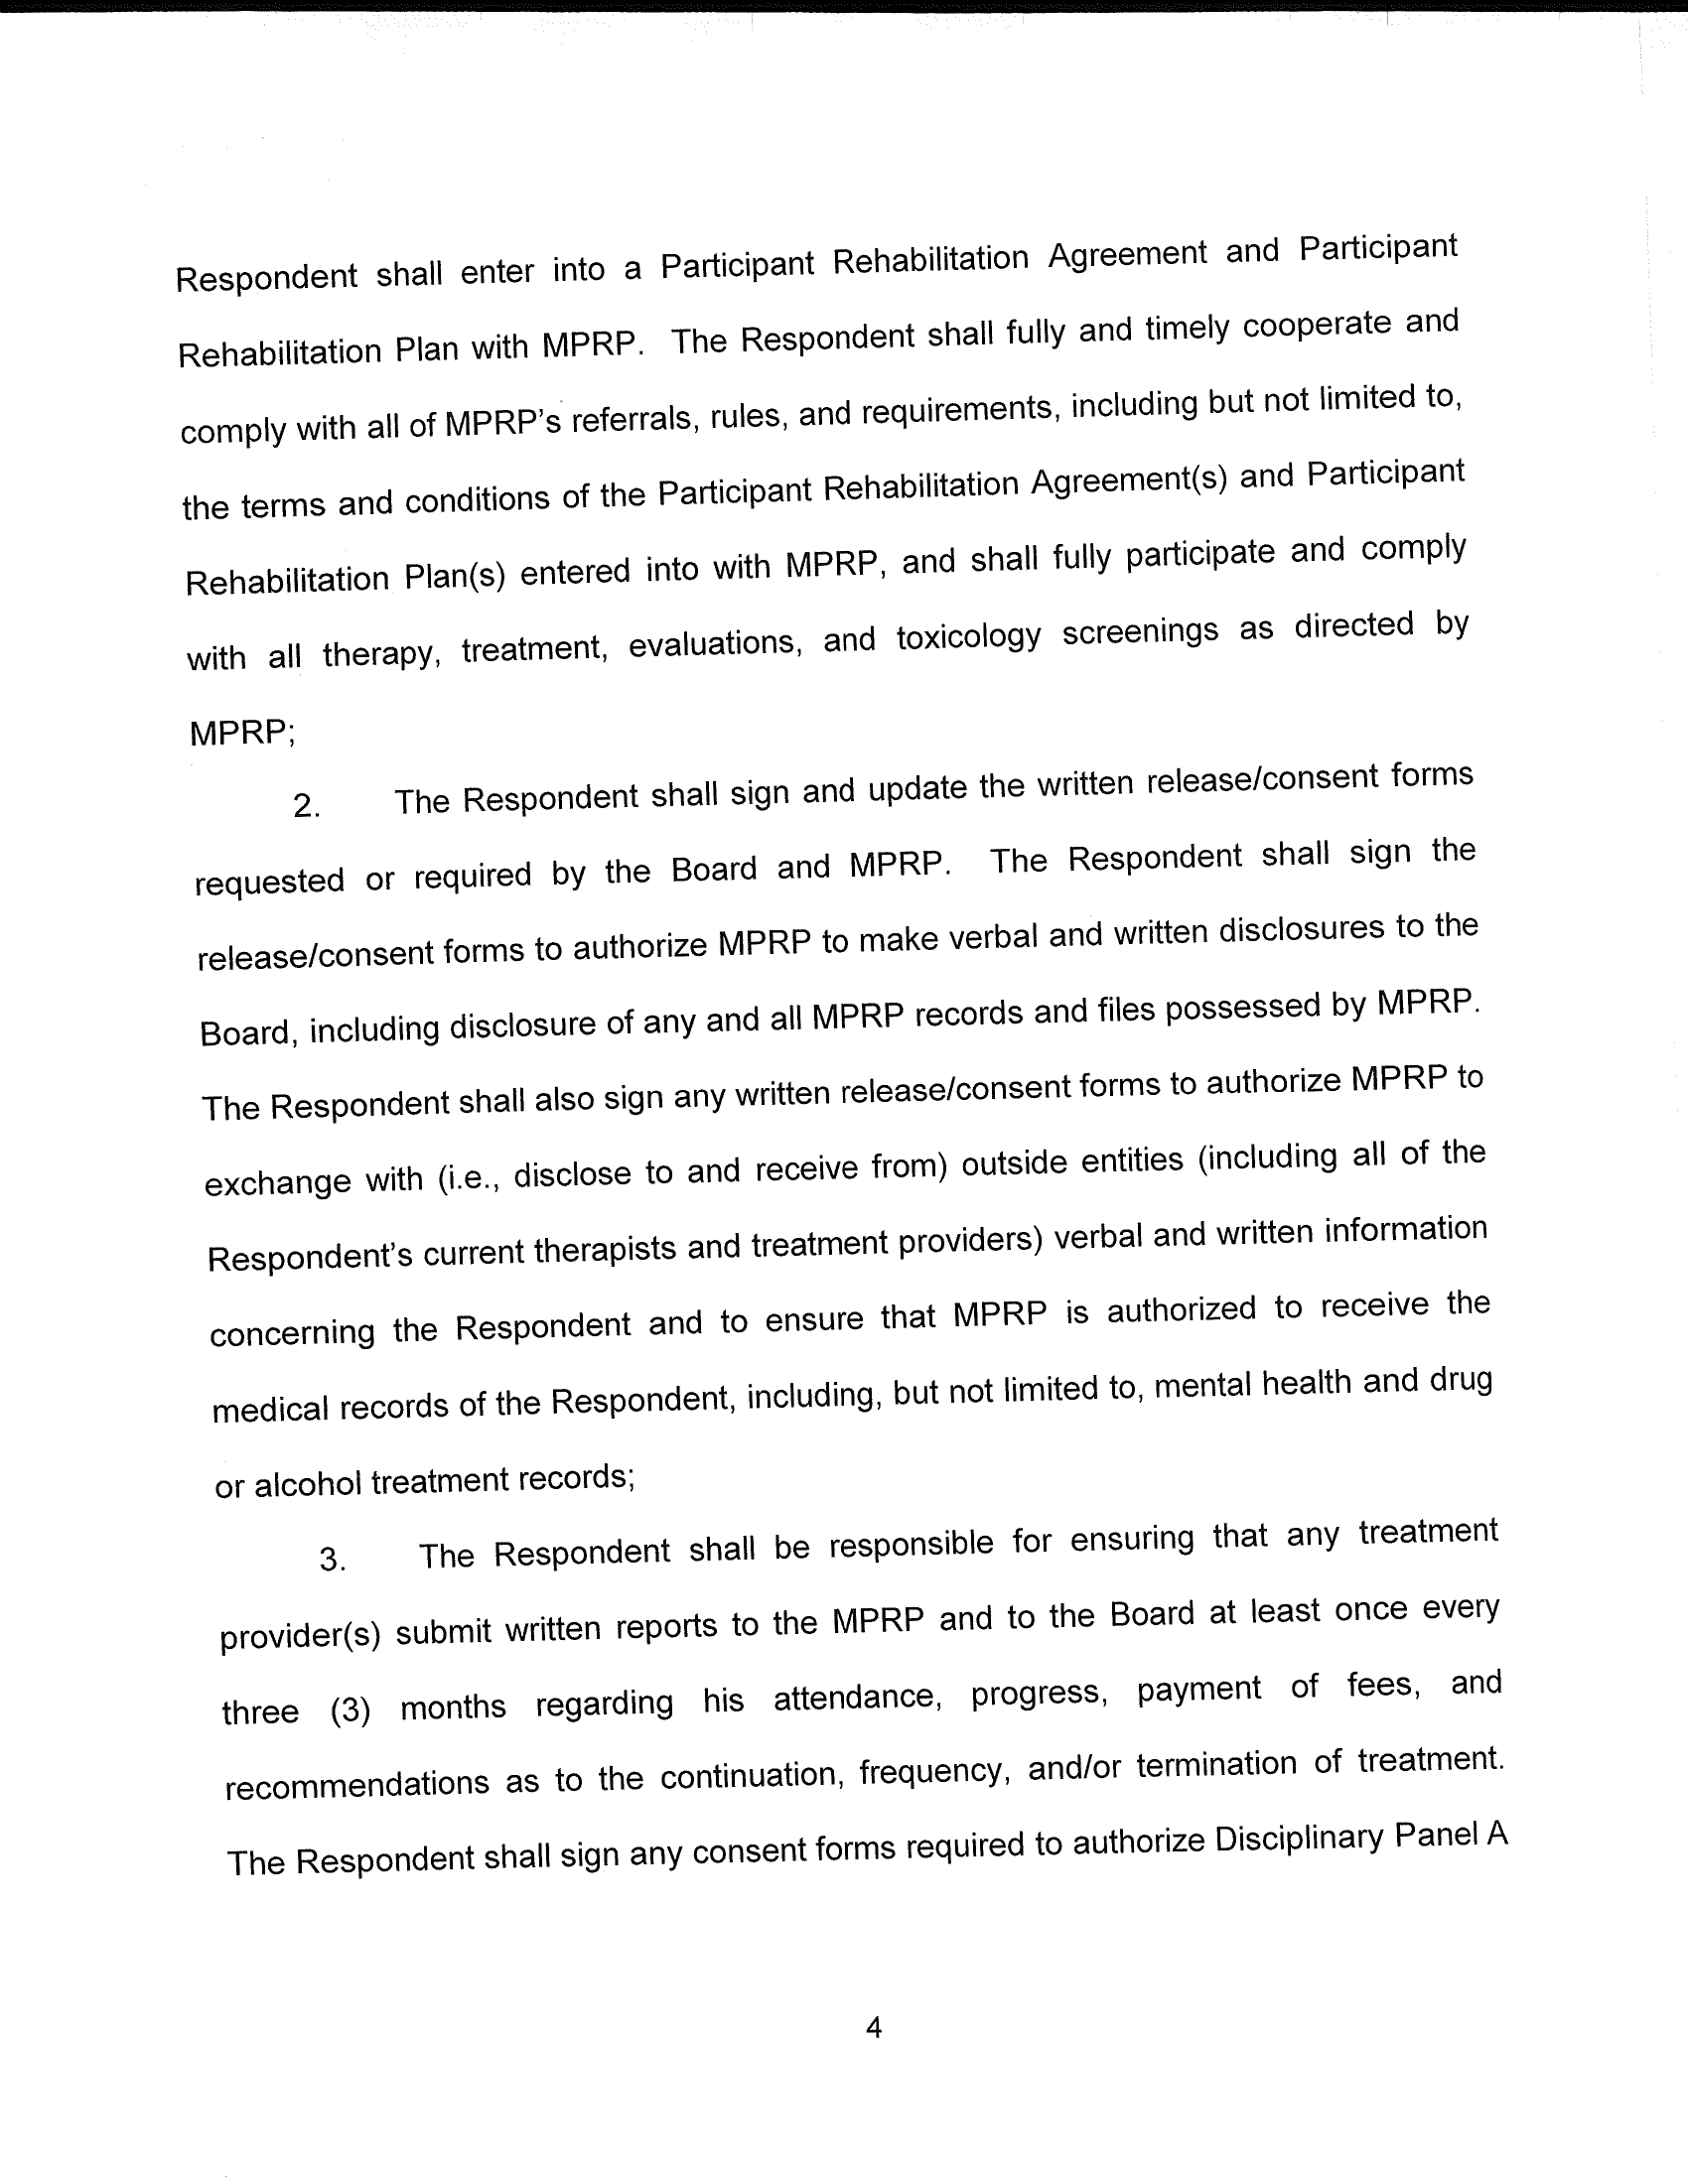 Respondent shall enter into a Participant Rehabilitation Agreement and Participant
Rehabilitation Plan with MPRP. The Respondent shall fully and timely cooperate and
comply with all of MPRP's referrals, rules, and requirements, including but not limited to,
the terms and conditions of the Participant Rehabilitation Agreement(s) and Participant
Rehabilitation Plan(s) entered into with MPRP, and shall fully participate and comply
with all therapy, treatment, evaluations, and toxicology screenings as directed by
MPRP;
2. The Respondent shall sign and update the written release/consent forms
requested or required by the Board and MPRP. The Respondent shall sign the
release/consent forms to authorize MPRP to make verbal and written disclosures to the
Board, including disclosure of any and all MPRP records and files possessed by MPRP.
The Respondent shall also sign any written release/consent forms to authorize MPRP to
exchange with (i.e., disclose to and receive from) outside entities (including all of the
Respondent's current therapists and treatment providers) verbal and written information
concerning the Respondent and to ensure that MPRP is authorized to receive the
medical records of the Respondent, including, but not limited to, mental health and drug
or alcohol treatment records;
3. The Respondent shall be responsible for ensuring that any treatment
provider(s) submit written reports to the MPRP and to the Board at least once every
three (3) months regarding his attendance, progress, payment of fees, and
recommendations as to the continuation, frequency, and/or termination of treatment.
The Respondent shall sign any consent forms required to authorize Disciplinary Panel A
4